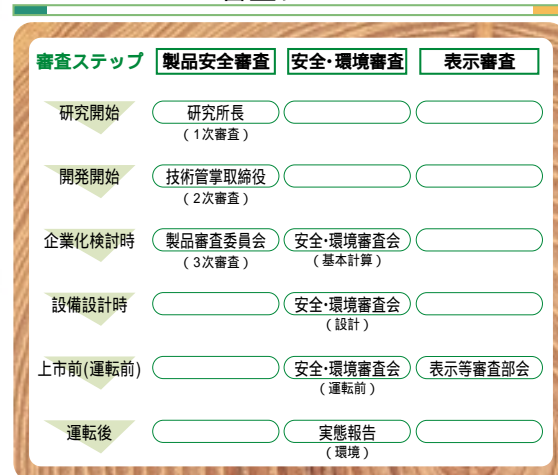 審査ステップ 製品安全審査 安全･環境審査 表示審査
研究開始 研究所長
(1次審査)
開発開始 技術管掌取締役
(2次審査)
企業化検討時 製品審査委員会 安全･環境審査会
(3次審査) (基本計算)
設備設計時 安全･環境審査会
(設計)
上市前(運転前) 安全･環境審査会 表示等審査部会
(運転前)
運転後 実態報告
(環境)